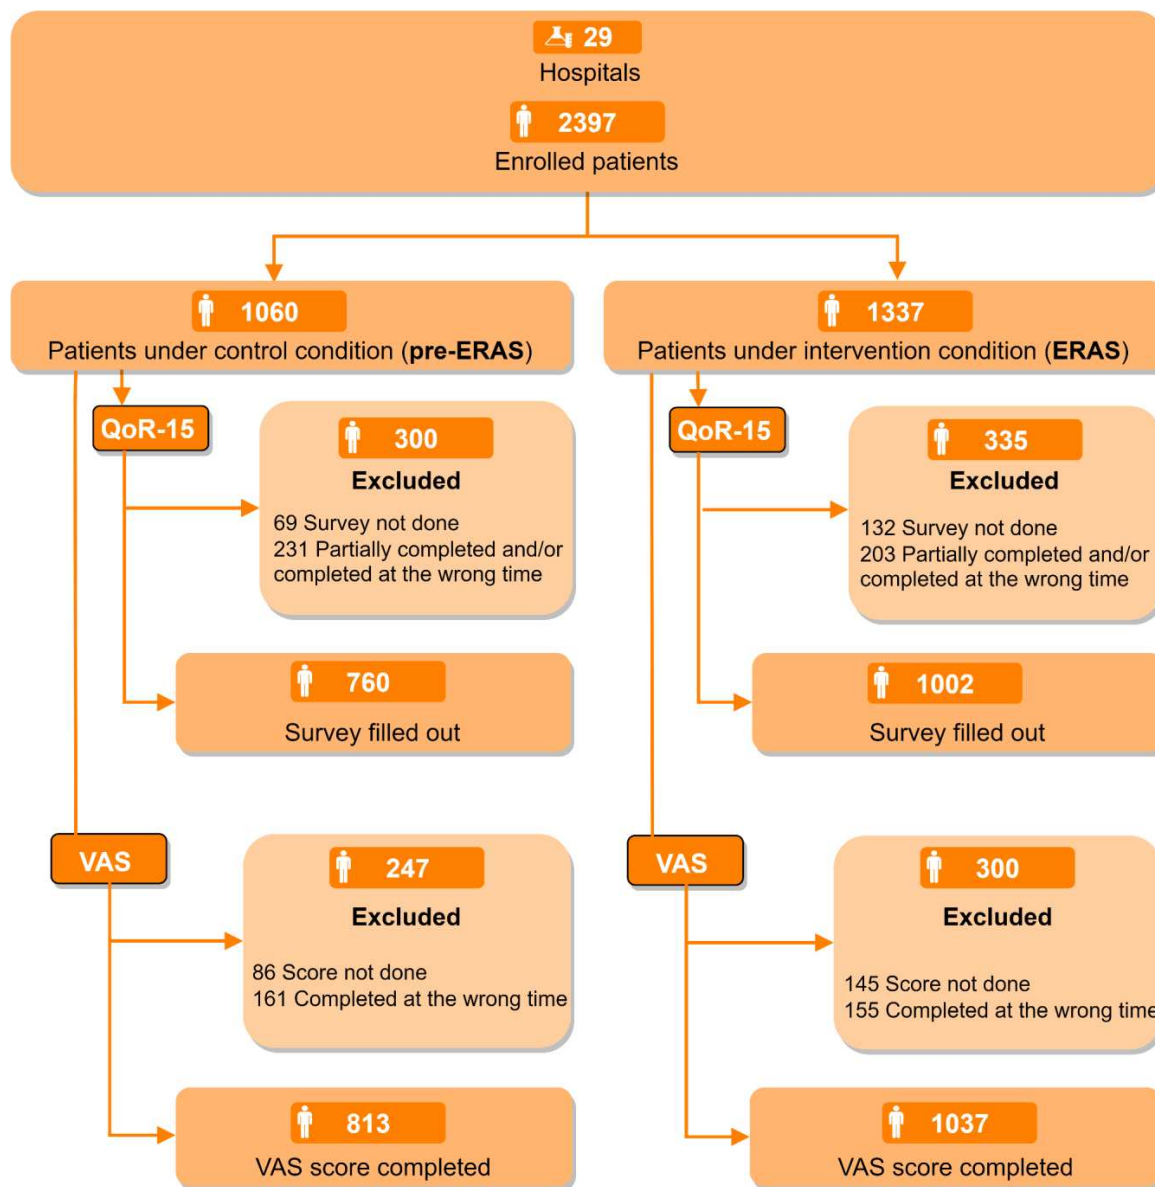 29
Hospitals
2397
Enrolled patients
1060
Patients under control condition (pre-ERAS)
QoR-15
300
Excluded
69 Survey not done
231 Partially completed and/or
completed at the wrong time
760
Survey filled out
VAS
247
Excluded
86 Score not done
161 Completed at the wrong time
813
VAS score completed
1337
Patients under intervention condition (ERAS)
QoR-15
335
Excluded
132 Survey not done
203 Partially completed and/or
completed at the wrong time
1002
Survey filled out
VAS
300
Excluded
145 Score not done
155 Completed at the wrong time
1037
VAS score completed